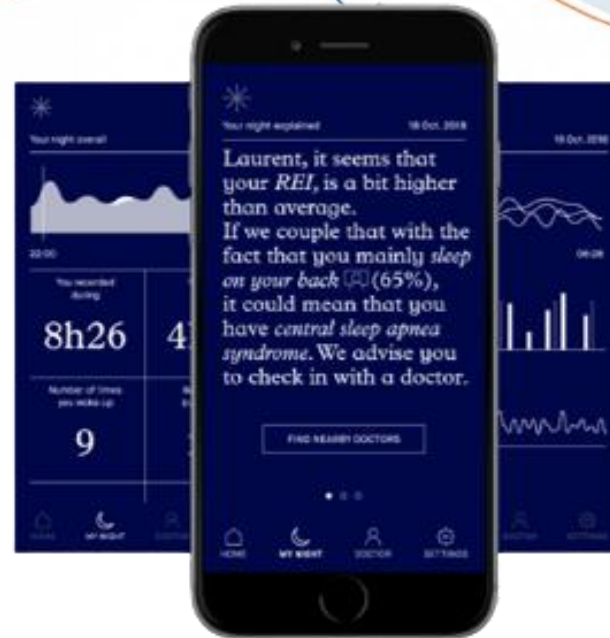 Your night overall
22:00
You recorded
during
8h26
Number of times
you woke up
9
HOME
MY NIGHT
Your night explained
18 Oct. 2018
Laurent, it seems that
your REI, is a bit higher
than average.
If we couple that with the
fact that you mainly sleep
on your back (65%),
it could mean that you
have central sleep apnea
syndrome. We advise you
to check in with a doctor.
FIND NEARBY DOCTORS
HOME
MY NIGHT
DOCTOR
SETTINGS
06:26
DOCTOR
SETTINGS